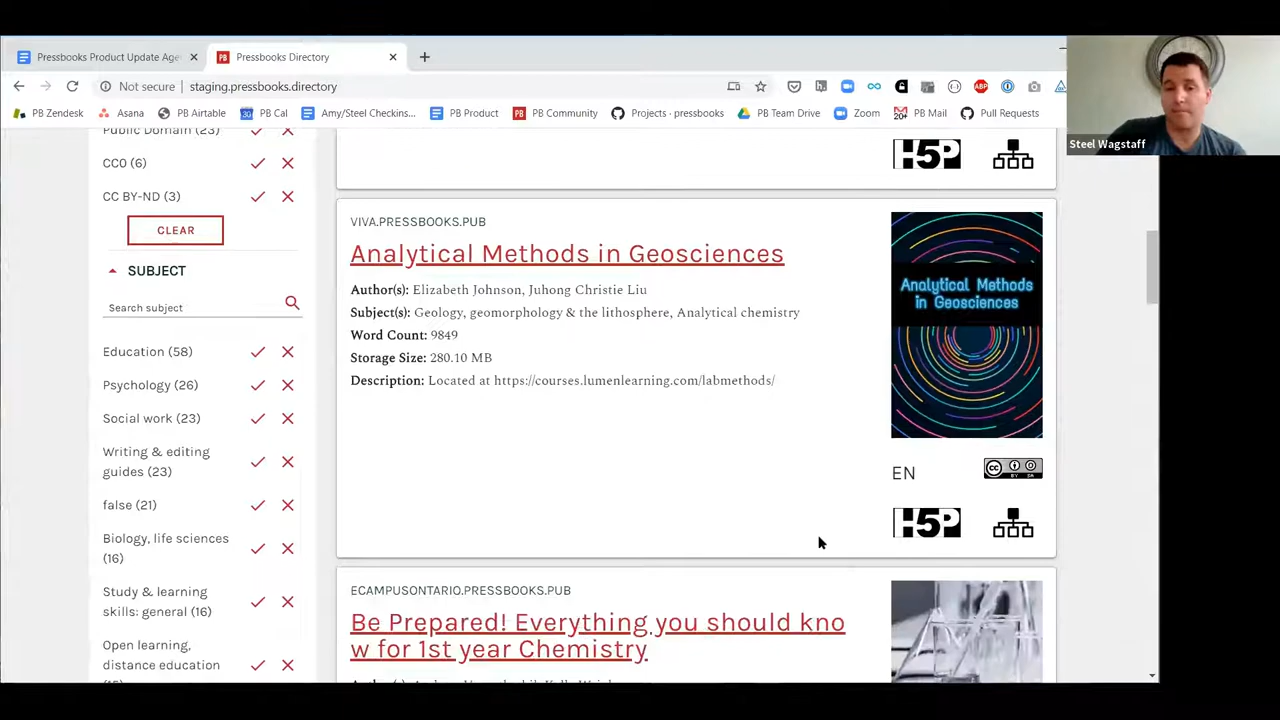 Pressbooks Product Update Age
Pressbooks Directory
Not secure
staging.pressbooks.directory
PB Zendesk
Asana
PB Airtable
PB Cal
Amy/Steel Checkins...
PB Product
PB Community
Projects · pressbooks
PB Team Drive
Zoom
PB Mail
Pull Requests
Steel Wagstaff
Public Domain (23)
CC0 (6)
CC BY-ND (3)
CLEAR
SUBJECT
Search subject
Education (58)
Psychology (26)
Social work (23)
Writing & editing
guides (23)
false (21)
Biology, life sciences
(16)
Study & learning
skills: general (16)
Open learning,
distance education
H5P
VIVA.PRESSBOOKS.PUB
Analytical Methods in Geosciences
Author(s): Elizabeth Johnson, Juhong Christie Liu
Subject(s): Geology, geomorphology & the lithosphere, Analytical chemistry
Word Count: 9849
Storage Size: 280.10 MB
Description: Located at https://courses.lumenlearning.com/labmethods/
Analytical Methods
in Geosciences
EN
CC BY SA
H5P
ECAMPUSONTARIO.PRESSBOOKS.PUB
Be Prepared! Everything you should kno
w for 1st year Chemistry